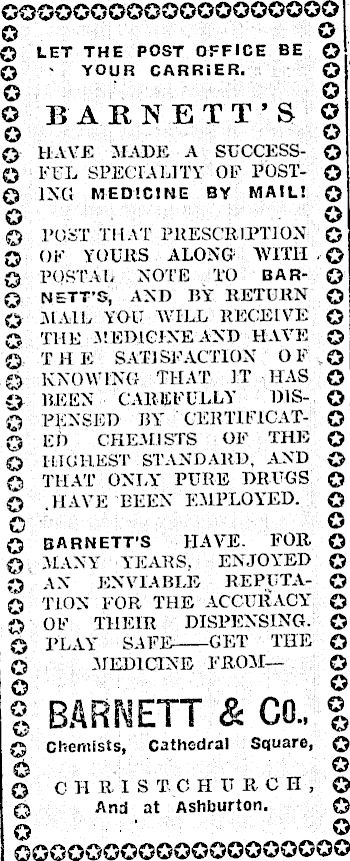 LET THE POST OFFICE BE
YOUR CARRIER.
BARNETT'S
HAVE MADE A SUCCESS-
FUL SPECIALITY OF POST-
ING MEDICINE BY MAIL!
POST THAT PRESCRIPTION
OF YOURS ALONG WITH
POSTAL NOTE TO BAR-
NETT'S, AND BY RETURN
MAIL YOU WILL RECEIVE
THE MEDICINE AND HAVE
THE SATISFACTION OF
KNOWING THAT IT HAS
BEEN CAREFULLY DIS-
PENSED BY CERTIFICAT-
ED CHEMISTS OF THE
HIGHEST STANDARD, AND
THAT ONLY PURE DRUGS
HAVE BEEN EMPLOYED.
BARNETT'S HAVE. FOR
MANY YEARS, ENJOYED
AN ENVIABLE REPUTA-
TION FOR THE ACCURACY
OF THEIR DISPENSING.
PLAY SAFE——GET THE
MEDICINE FROM—
BARNETT & CO.,
Chemists, Cathedral Square,
CHRISTCHURCH,
And at Ashburton.